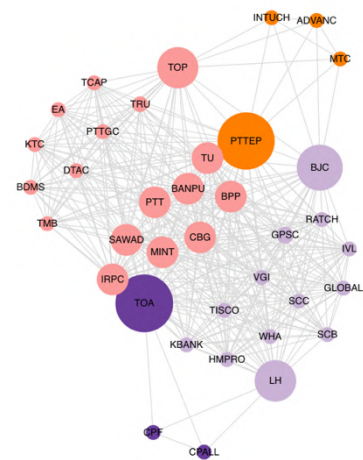 INTUCH
ADVANC
MTC
TOP
TCAP
TRU
EA
PTTGC
PTTEP
KTC
TU
BJC
DTAC
BANPU
BDMS
PTT
BPP
TMB
RATCH
SAWAD
CBG
GPSC
IVL
MINT
IRPC
VGI
GLOBAL
TOA
SCC
TISCO
WHA
SCB
KBANK
HMPRO
LH
CPF
CPALL